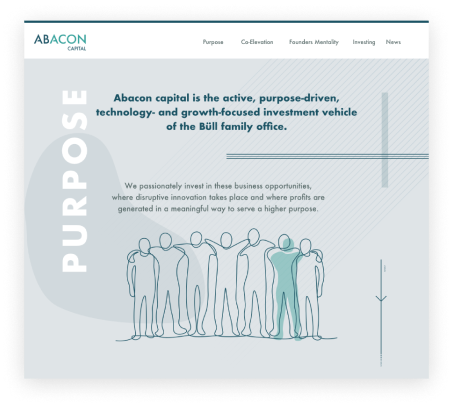 ABACON
CAPITAL
Purpose Co-Elevation Founders Mentality Investing News
PURPOSE
Abacon capital is the active, purpose-driven,
technology- and growth-focused investment vehicle
of the Büll family office.
We passionately invest in these business opportunities,
where disruptive innovation takes place and where profits are
generated in a meaningful way to serve a higher purpose.